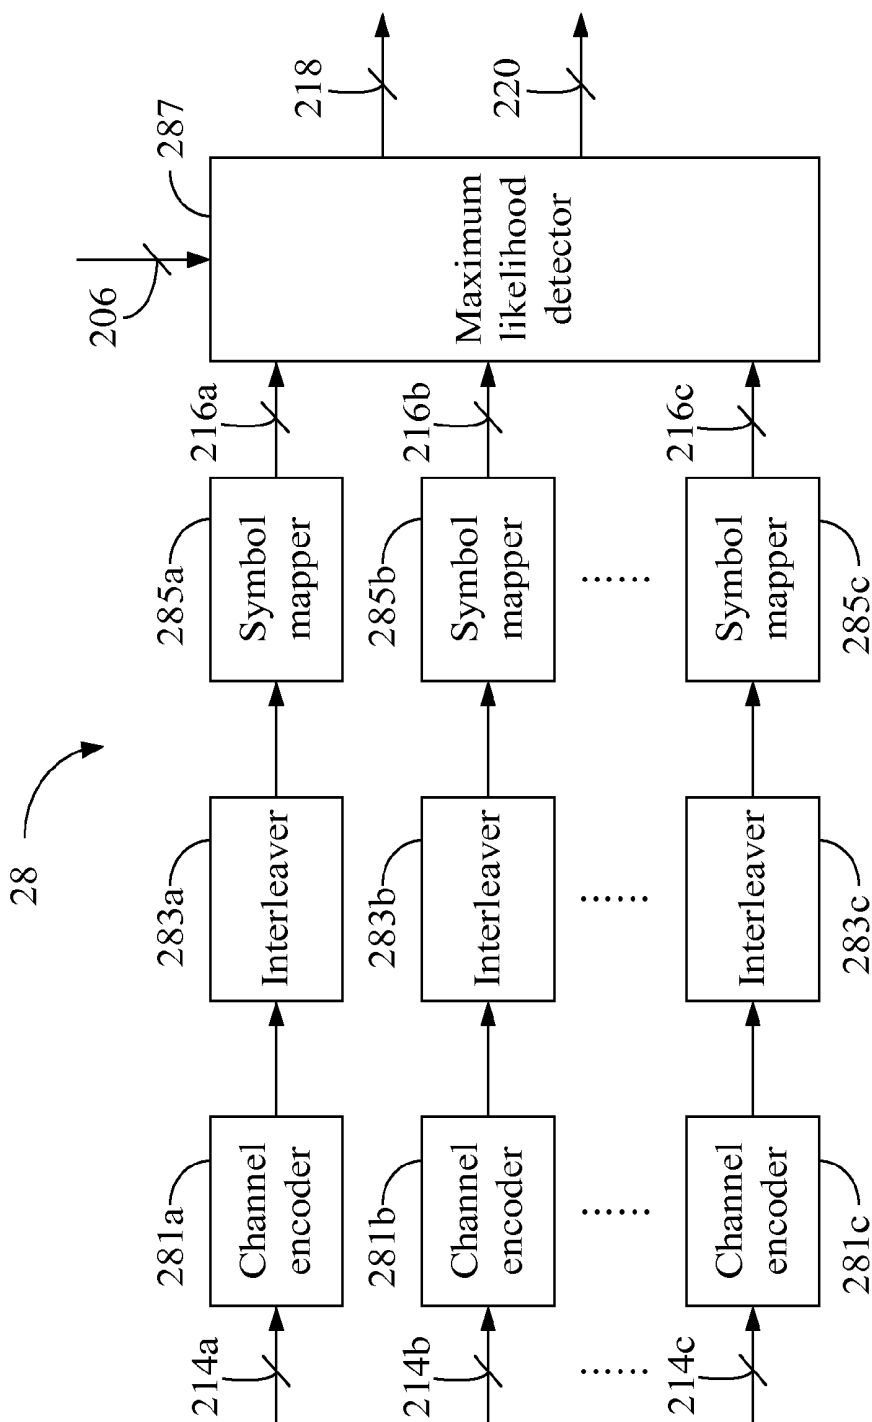 28
206
287
218
220
Maximum
likelihood
detector
214a
281a
Channel
encoder
283a
Interleaver
285a
Symbol
mapper
216a
214b
281b
Channel
encoder
283b
Interleaver
285b
Symbol
mapper
216b
......
......
......
......
214c
Channel
encoder
281c
Interleaver
283c
Symbol
mapper
285c
216c